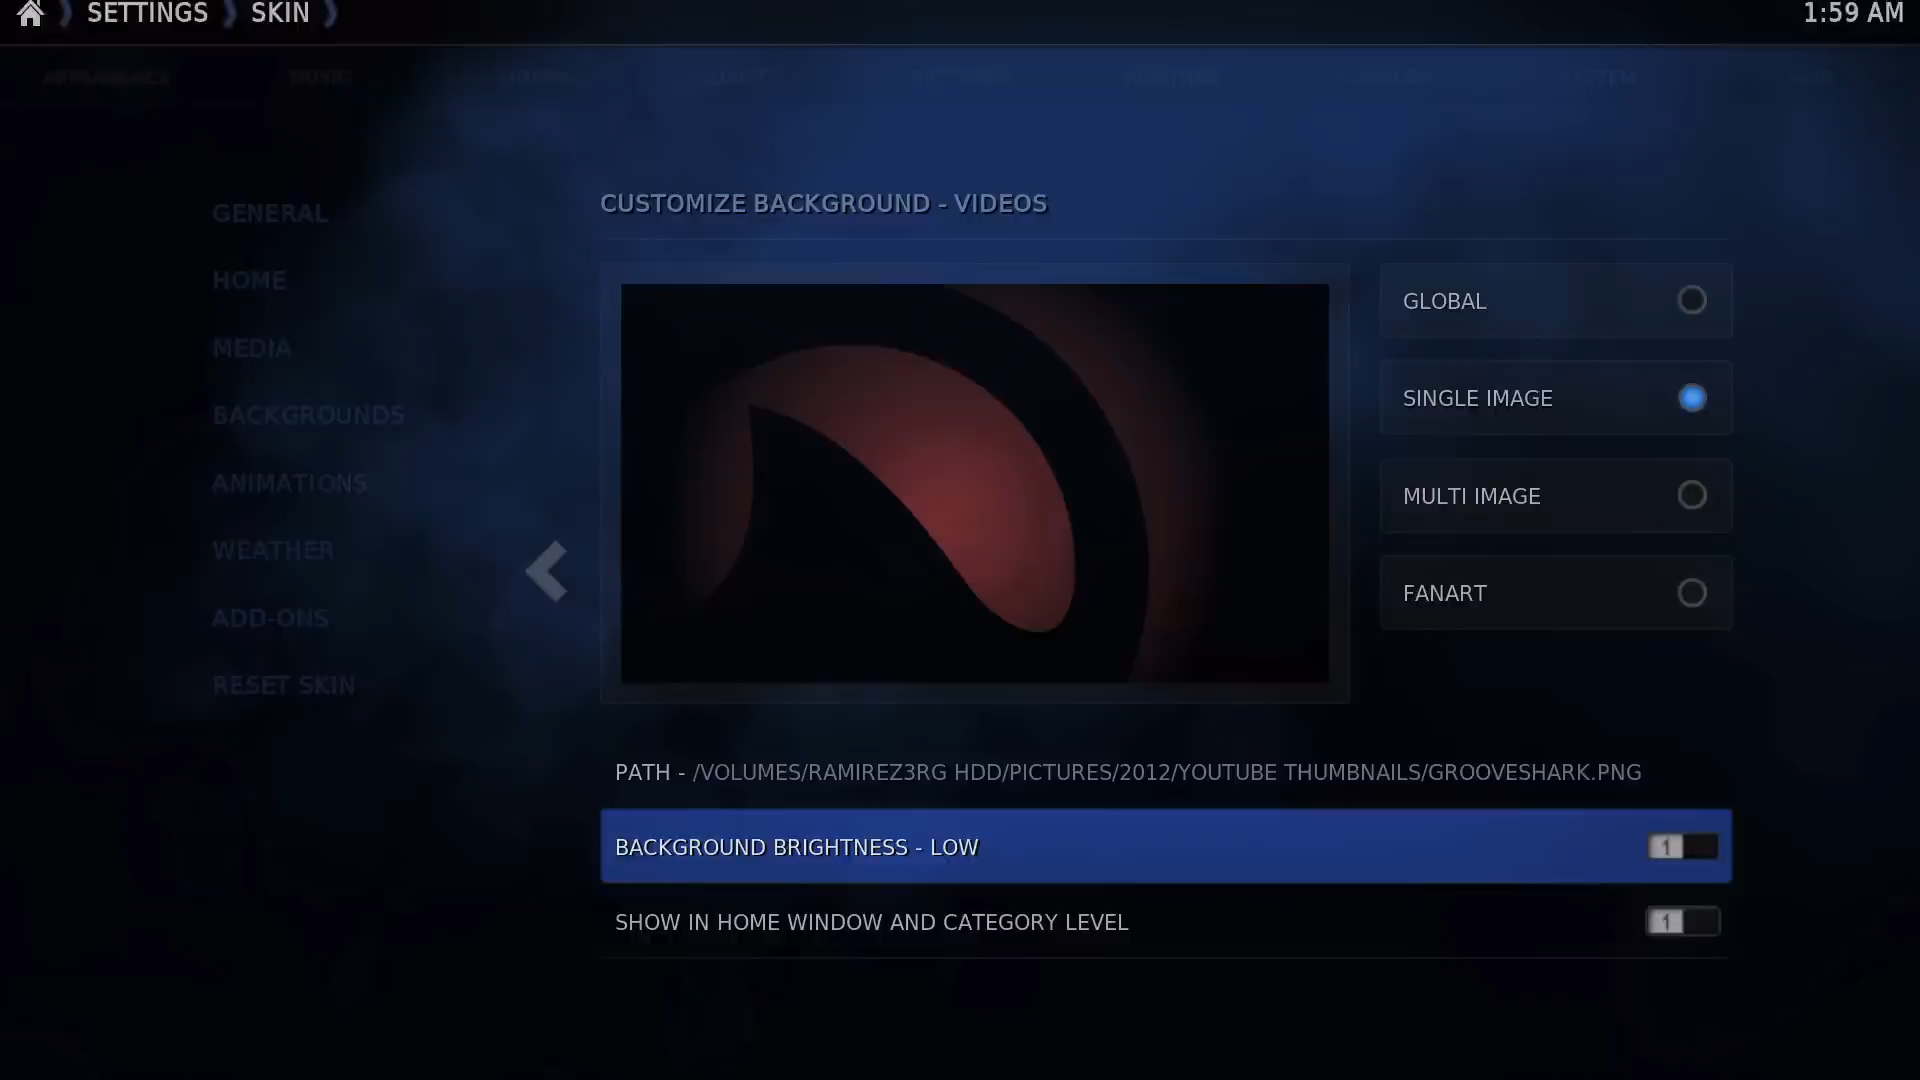 SETTINGS SKIN
1:59 AM
CUSTOMIZE BACKGROUND - VIDEOS
GENERAL
HOME
MEDIA
BACKGROUNDS
ANIMATIONS
WEATHER
ADD-ONS
RESET SKIN
GLOBAL
SINGLE IMAGE
MULTI IMAGE
FANART
PATH - /VOLUMES/RAMIREZ3RG HDD/PICTURES/2012/YOUTUBE THUMBNAILS/GROOVESHARK.PNG
BACKGROUND BRIGHTNESS - LOW
1
SHOW IN HOME WINDOW AND CATEGORY LEVEL
1